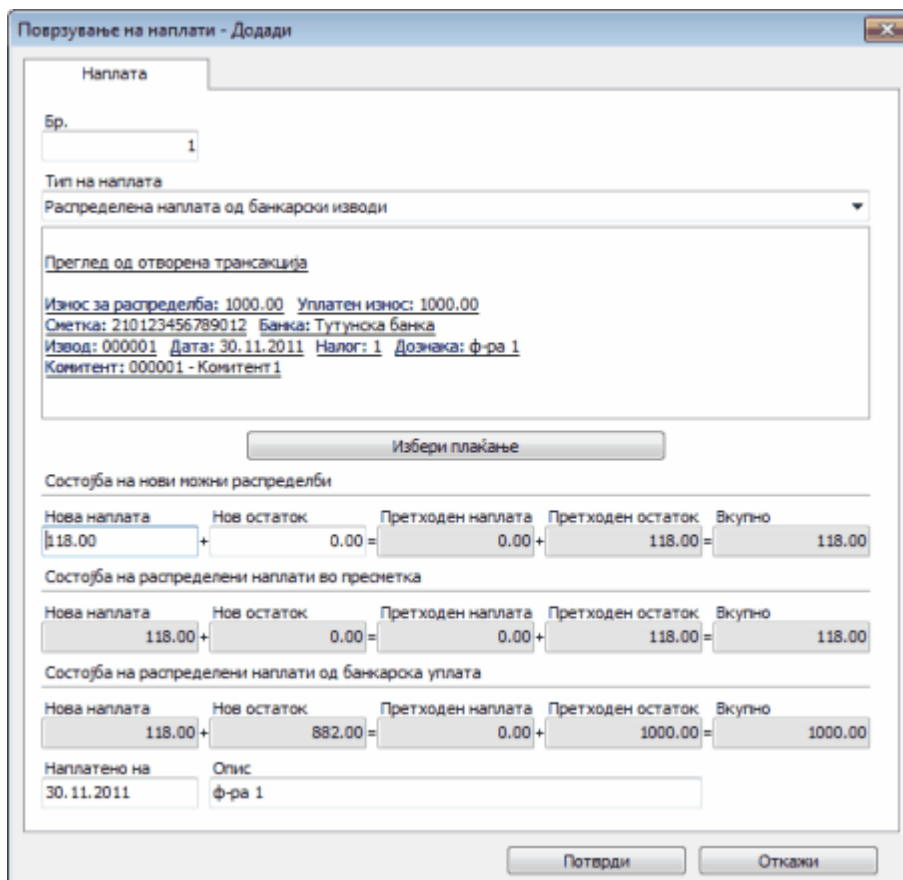 Поврзување на наплати - Додади
Наплата
Бр.
1
Тип на наплата
Распределена наплата од банкарски изводи
Преглед од отворена трансакција
Износ за распределба: 1000.00 Уплатен износ: 1000.00
Сметка: 210123456789012 Банка: Тутунска банка
Извод: 000001 Дата: 30.11.2011 Налог: 1 Дознака: ф-ра 1
Комитент: 000001 - Комитент1
Избери плаќање
Состојба на нови можни распределби
Нова наплата Нов остаток Претходен наплата Претходен остаток Вкупно
118.00 + 0.00 = 0.00 + 118.00 = 118.00
Состојба на распределени наплати во пресметка
Нова наплата Нов остаток Претходен наплата Претходен остаток Вкупно
118.00 + 0.00 = 0.00 + 118.00 = 118.00
Состојба на распределени наплати од банкарска уплата
Нова наплата Нов остаток Претходен наплата Претходен остаток Вкупно
118.00 + 882.00 = 0.00 + 1000.00 = 1000.00
Наплатено на Опис
30.11.2011 ф-ра 1
Потврди Откажи